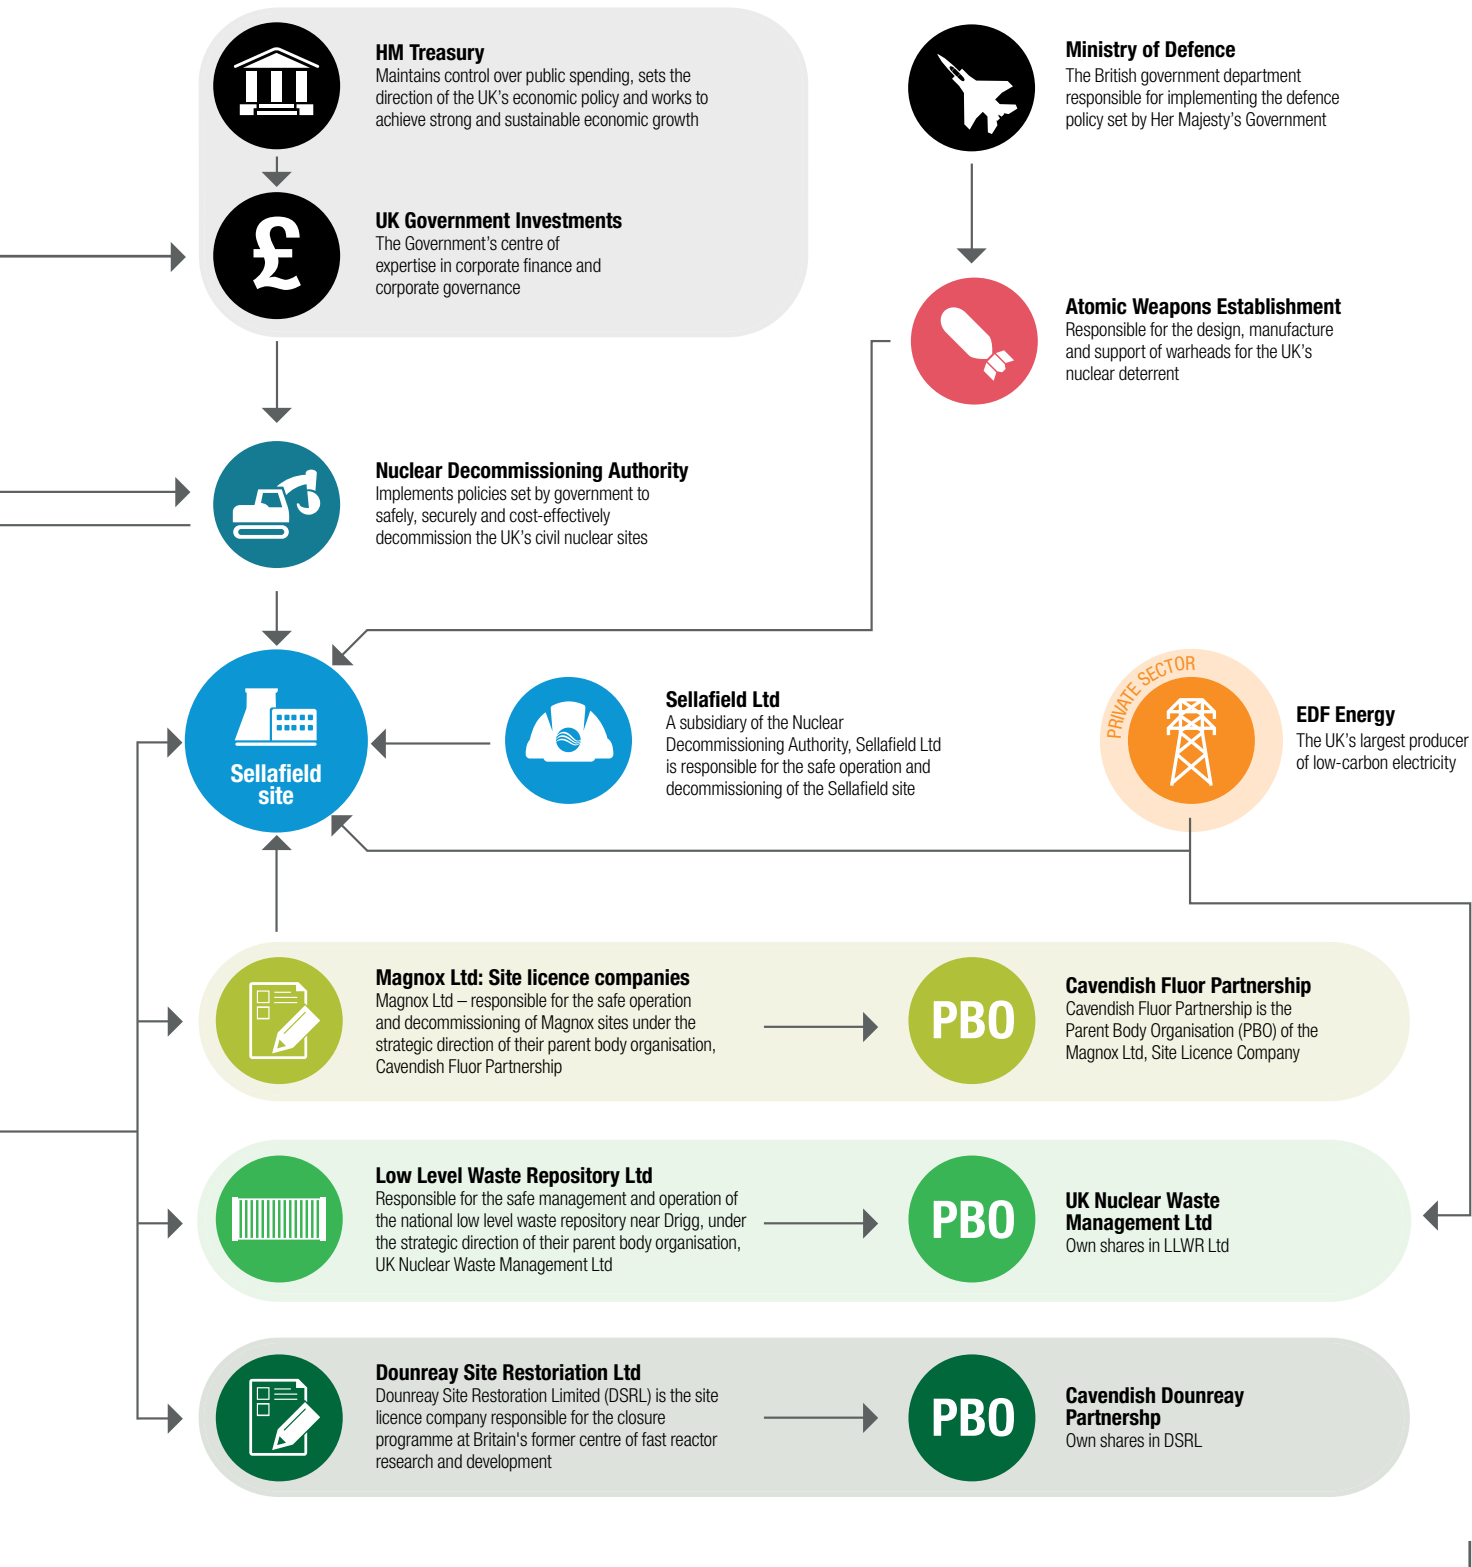 HM Treasury
Maintains control over public spending, sets the
direction of the UK's economic policy and works to
achieve strong and sustainable economic growth
Ministry of Defence
The British government department
responsible for implementing the defence
policy set by Her Majesty's Government
£
UK Government Investments
The Government's centre of
expertise in corporate finance and
corporate governance
Atomic Weapons Establishment
Responsible for the design, manufacture
and support of warheads for the UK's
nuclear deterrent
Nuclear Decommissioning Authority
Implements policies set by government to
safely, securely and cost-effectively
decommission the UK's civil nuclear sites
Sellafield
site
Sellafield Ltd
A subsidiary of the Nuclear
Decommissioning Authority, Sellafield Ltd
is responsible for the safe operation and
decommissioning of the Sellafield site
PRIVATE SECTOR
EDF Energy
The UK's largest producer
of low-carbon electricity
Magnox Ltd: Site licence companies
Magnox Ltd – responsible for the safe operation
and decommissioning of Magnox sites under the
strategic direction of their parent body organisation,
Cavendish Fluor Partnership
PBO
Cavendish Fluor Partnership
Cavendish Fluor Partnership is the
Parent Body Organisation (PBO) of the
Magnox Ltd, Site Licence Company
Low Level Waste Repository Ltd
Responsible for the safe management and operation of
the national low level waste repository near Drigg, under
the strategic direction of their parent body organisation,
UK Nuclear Waste Management Ltd
PBO
UK Nuclear Waste
Management Ltd
Own shares in LLWR Ltd
Dounreay Site Restoriation Ltd
Dounreay Site Restoration Limited (DSRL) is the site
licence company responsible for the closure
programme at Britain's former centre of fast reactor
research and development
PBO
Cavendish Dounreay
Partnershp
Own shares in DSRL